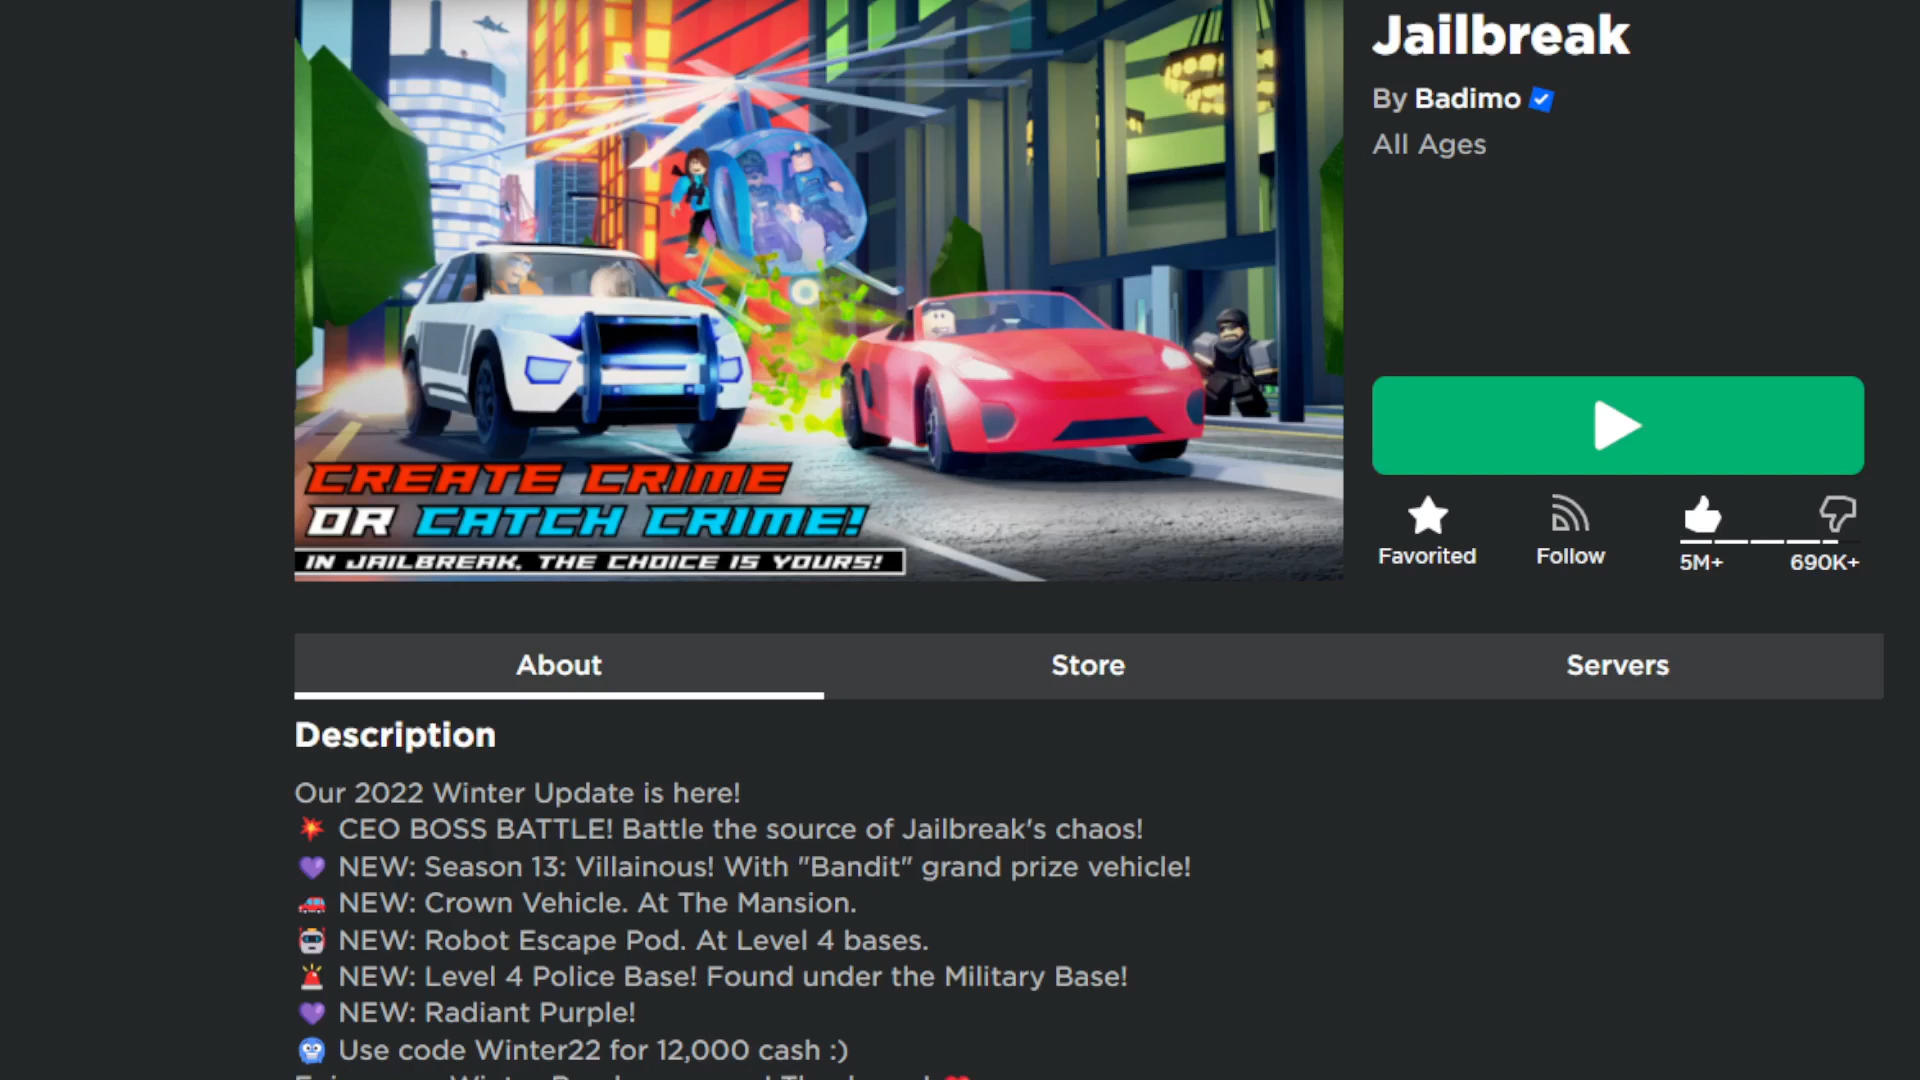 Jailbreak
By Badimo
All Ages
CREATE CRIME
OR CATCH CRIME!
IN JAILBREAK, THE CHOICE IS YOURS!
Favorited
Follow
5M+
690K+
About
Store
Servers
Description
Our 2022 Winter Update is here!
💥 CEO BOSS BATTLE! Battle the source of Jailbreak's chaos!
💜 NEW: Season 13: Villainous! With "Bandit" grand prize vehicle!
🚗 NEW: Crown Vehicle. At The Mansion.
🤖 NEW: Robot Escape Pod. At Level 4 bases.
🚨 NEW: Level 4 Police Base! Found under the Military Base!
💜 NEW: Radiant Purple!
🥶 Use code Winter22 for 12,000 cash :)